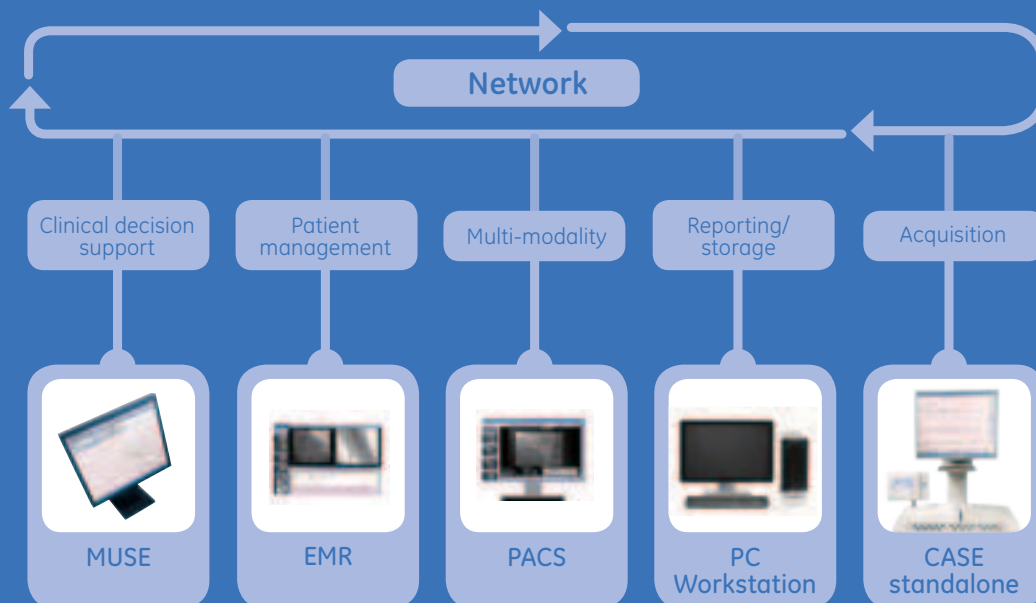 Network
Clinical decision
support
Patient
management
Multi-modality
Reporting/
storage
Acquisition
MUSE
EMR
PACS
PC
Workstation
CASE
standalone